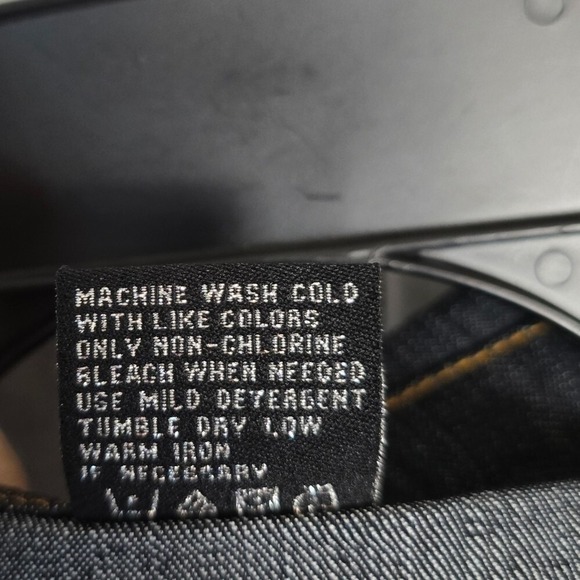 MACHINE WASH COLD
WITH LIKE COLORS
ONLY NON-CHLORINE
BLEACH WHEN NEEDED
USE MILD DETERGENT
TUMBLE DRY LOW
WARM IRON
IF NECESSARY